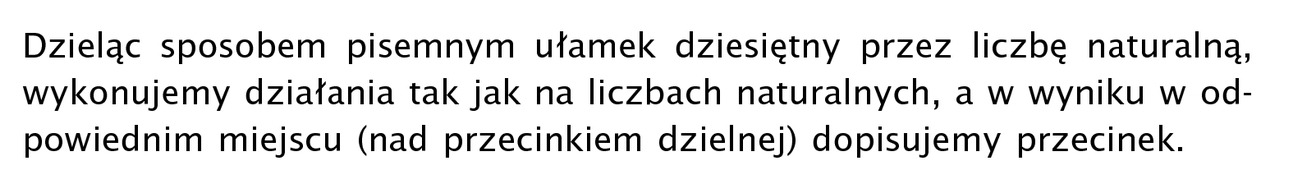 Dzieląc sposobem pisemnym ułamek dziesiętny przez liczbę naturalną,
wykonujemy działania tak jak na liczbach naturalnych, a w wyniku w od-
powiednim miejscu (nad przecinkiem dzielnej) dopisujemy przecinek.